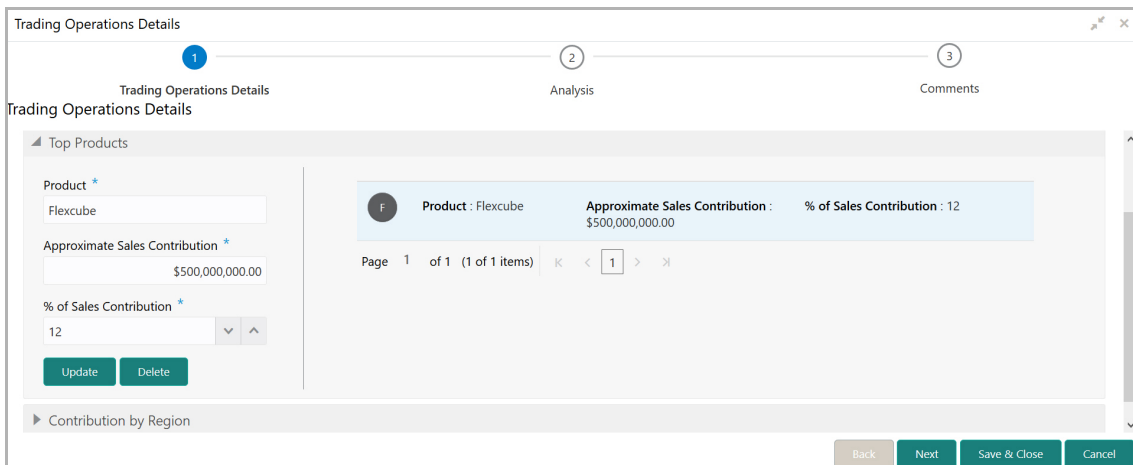 Trading Operations Details
1
2
3
Trading Operations Details
Analysis
Comments
Trading Operations Details
Top Products
Product *
Flexcube
Approximate Sales Contribution *
$500,000,000.00
% of Sales Contribution *
12
Update Delete
F
Product : Flexcube
Approximate Sales Contribution :
$500,000,000.00
% of Sales Contribution : 12
Page 1 of 1 (1 of 1 items) 1
Contribution by Region
Back Next Save & Close Cancel